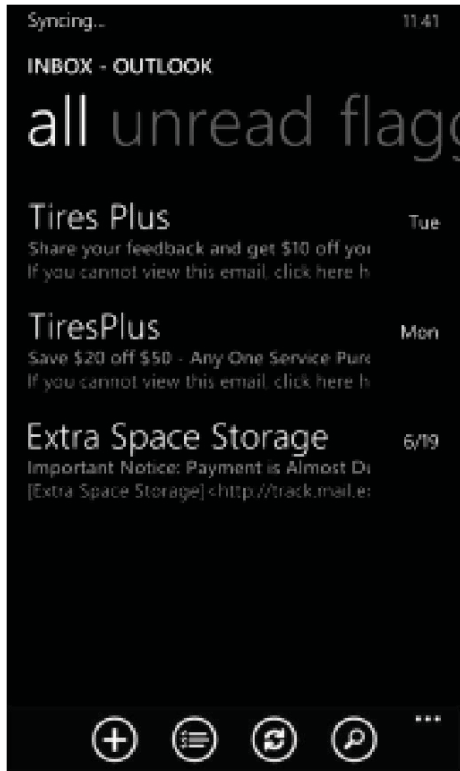 Syncing... 11:41
INBOX - OUTLOOK
all unread flagg
Tires Plus Tue
Share your feedback and get $10 off you
If you cannot view this email, click here h
TiresPlus Mon
Save $20 off $50 - Any One Service Purc
If you cannot view this email, click here h
Extra Space Storage 6/19
Important Notice: Payment is Almost Du
[Extra Space Storage]<http://track.mail.ex